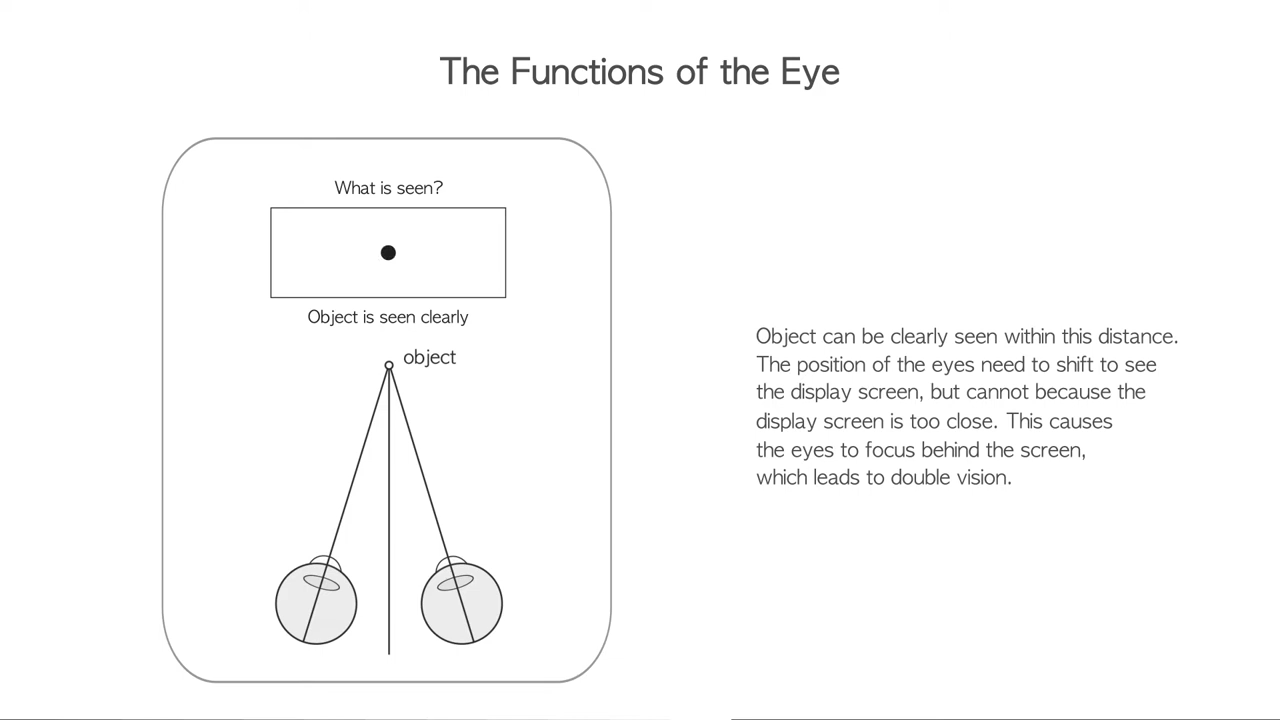 The Functions of the Eye
What is seen?
Object is seen clearly
object
Object can be clearly seen within this distance.
The position of the eyes need to shift to see
the display screen, but cannot because the
display screen is too close. This causes
the eyes to focus behind the screen,
which leads to double vision.